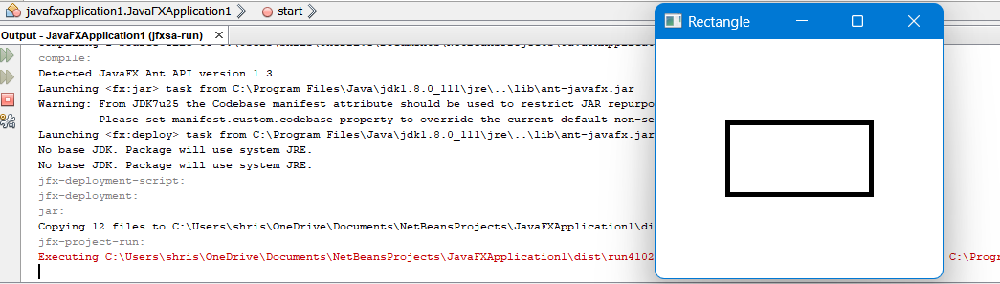 javafxapplication1.JavaFXApplication1 start
Rectangle
Output - JavaFXApplication1 (jfxsa-run)
compile:
Detected JavaFX Ant API version 1.3
Launching <fx:jar> task from C:\Program Files\Java\jdk1.8.0_111\jre\..\lib\ant-javafx.jar
Warning: From JDK7u25 the Codebase manifest attribute should be used to restrict JAR repurpo
Please set manifest.custom.codebase property to override the current default non-se
Launching <fx:deploy> task from C:\Program Files\Java\jdk1.8.0_111\jre\..\lib\ant-javafx.jar
No base JDK. Package will use system JRE.
No base JDK. Package will use system JRE.
jfx-deployment-script:
jfx-deployment:
jar:
Copying 12 files to C:\Users\shris\OneDrive\Documents\NetBeansProjects\JavaFXApplication1\dis
jfx-project-run:
Executing C:\Users\shris\OneDrive\Documents\NetBeansProjects\JavaFXApplication1\dist\run4102 C:\Progr